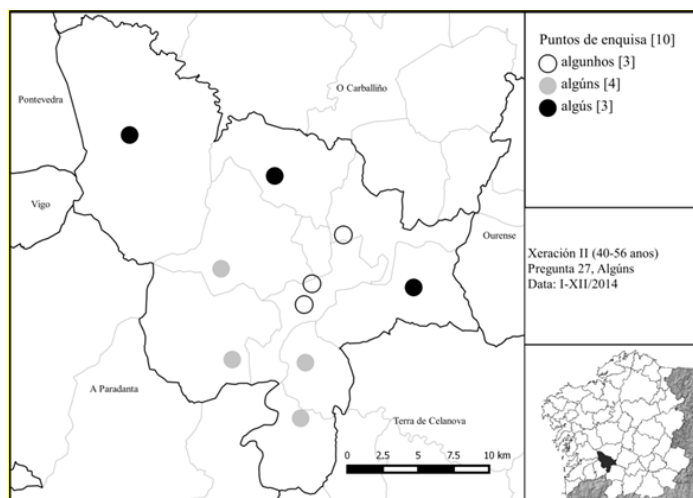 Puntos de enquisa [10]
algunhos [3]
algúns [4]
algús [3]
Pontevedra
O Carballiño
Vigo
Ourense
A Paradanta
Terra de Celanova
0 2.5 5 7.5 10 km
Xeración II (40-56 anos)
Pregunta 27, Algúns
Data: I-XII/2014